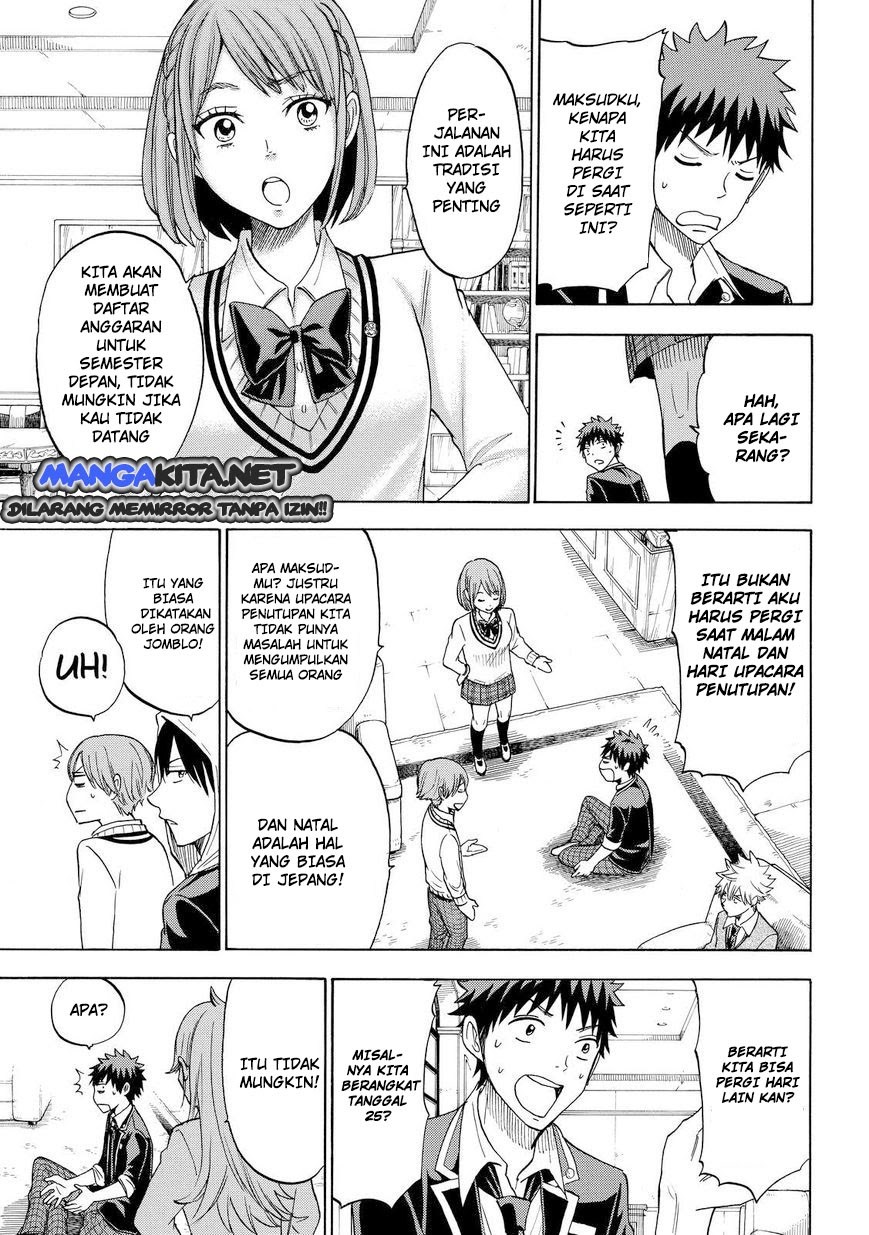 MAKSUDKU,
KENAPA
KITA
HARUS
PERGI
DI SAAT
SEPERTI
INI?
PER-
JALANAN
INI ADALAH
TRADISI
YANG
PENTING
KITA AKAN
MEMBUAT
DAFTAR
ANGGARAN
UNTUK
SEMESTER
DEPAN, TIDAK
MUNGKIN JIKA
KAU TIDAK
DATANG
HAH,
APA LAGI
SEKA-
RANG?
MANGAKITA.NET
DILARANG MEMIRROR TANPA IZIN!!
ITU BUKAN
BERARTI AKU
HARUS PERGI
SAAT MALAM
NATAL DAN
HARI UPACARA
PENUTUPAN!
APA MAKSUD-
MU? JUSTRU
KARENA UPACARA
PENUTUPAN KITA
TIDAK PUNYA
MASALAH UNTUK
MENGUMPULKAN
SEMUA ORANG
DAN NATAL
ADALAH HAL
YANG BIASA
DI JEPANG!
ITU YANG
BIASA
DIKATAKAN
OLEH ORANG
JOMBLO!
UH!
BERARTI
KITA BISA
PERGI HARI
LAIN KAN?
MISAL-
NYA KITA
BERANGKAT
TANGGAL
25?
ITU TIDAK
MUNGKIN!
APA?